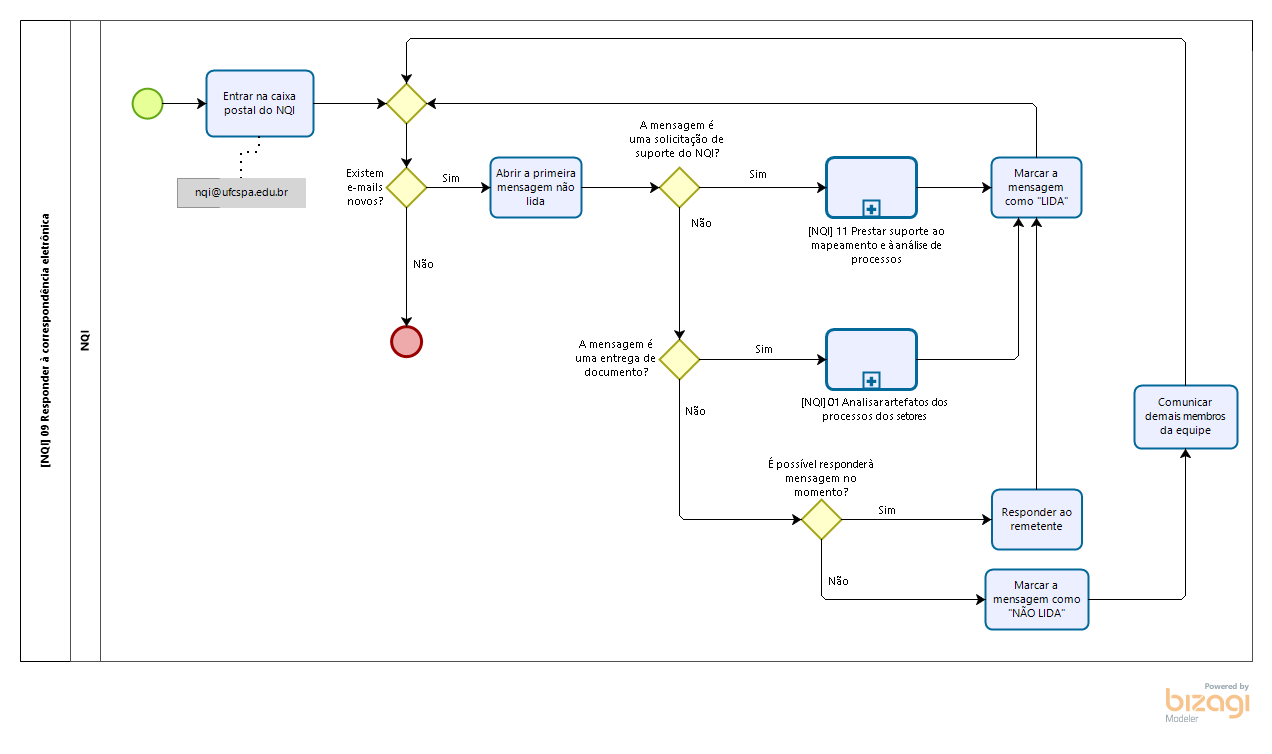 [NQI] 09 Responder à correspondência eletrônica
NQI
Entrar na caixa
postal do NQI
nqi@ufcspa.edu.br
Existem
e-mails
novos?
Sim
Não
Abrir a primeira
mensagem não
lida
A mensagem é
uma solicitação de
suporte do NQI?
Sim
Não
[NQI] 11 Prestar suporte ao
mapeamento e à análise de
processos
Marcar a
mensagem
como "LIDA"
A mensagem é
uma entrega de
documento?
Sim
Não
[NQI] 01 Analisar artefatos dos
processos dos setores
É possível responder à
mensagem no
momento?
Sim
Não
Responder ao
remetente
Marcar a
mensagem como
"NÃO LIDA"
Comunicar
demais membros
da equipe
Powered by
bizagi
Modeler